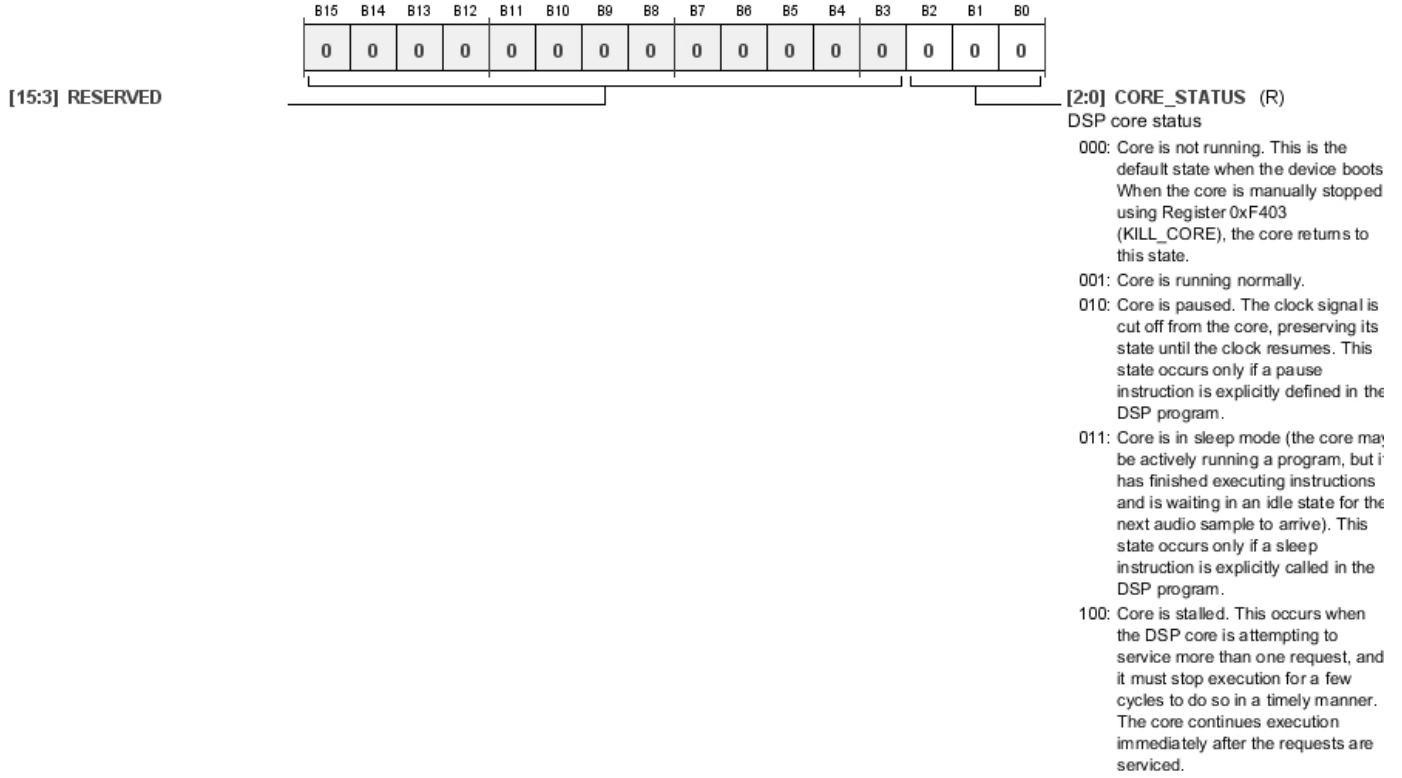 B15 B14 B13 B12 B11 B10 B9 B8 B7 B6 B5 B4 B3 B2 B1 B0
0 0 0 0 0 0 0 0 0 0 0 0 0 0 0 0
[15:3] RESERVED
[2:0] CORE_STATUS (R)
DSP core status
000: Core is not running. This is the
default state when the device boots
When the core is manually stopped
using Register 0xF403
(KILL_CORE), the core returns to
this state.
001: Core is running normally.
010: Core is paused. The clock signal is
cut off from the core, preserving its
state until the clock resumes. This
state occurs only if a pause
instruction is explicitly defined in the
DSP program.
011: Core is in sleep mode (the core may
be actively running a program, but it
has finished executing instructions
and is waiting in an idle state for the
next audio sample to arrive). This
state occurs only if a sleep
instruction is explicitly called in the
DSP program.
100: Core is stalled. This occurs when
the DSP core is attempting to
service more than one request, and
it must stop execution for a few
cycles to do so in a timely manner.
The core continues execution
immediately after the requests are
serviced.